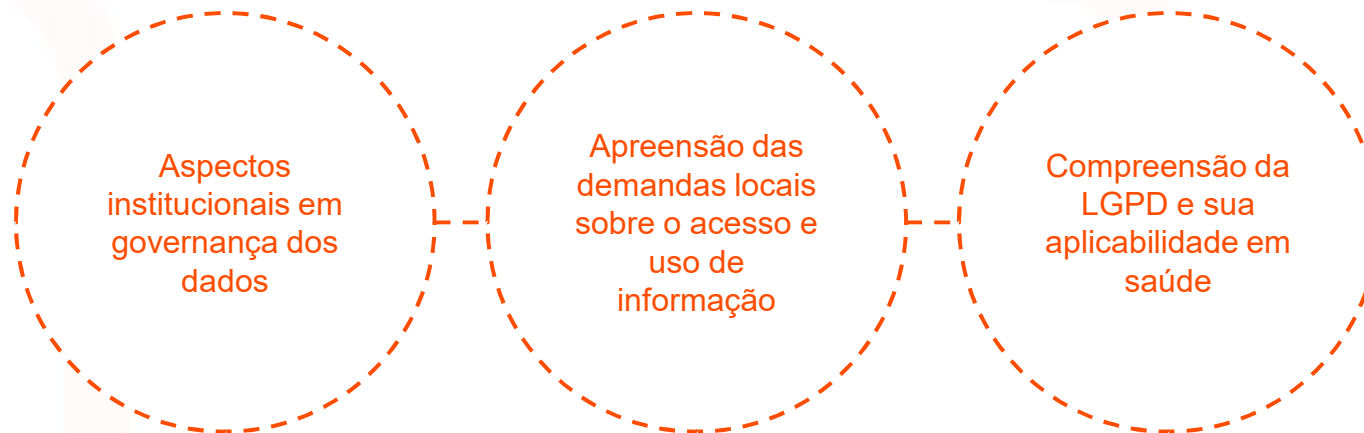 Aspectos
institucionais em
governança dos
dados
Apreensão das
demandas locais
sobre o acesso e
uso de
informação
Compreensão da
LGPD e sua
aplicabilidade em
saúde